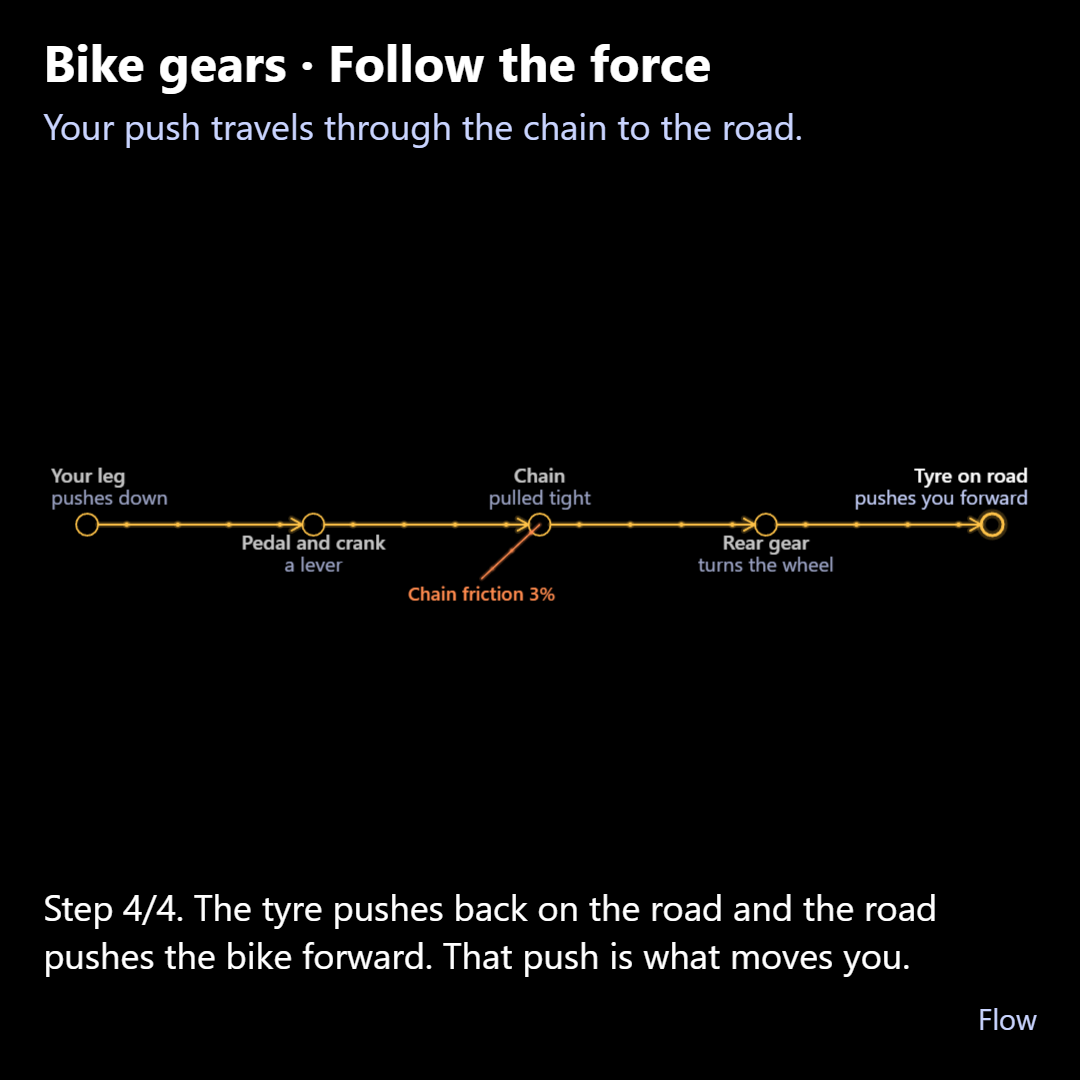 Bike gears · Follow the force
Your push travels through the chain to the road.
Your leg
pushes down
Chain
pulled tight
Tyre on road
pushes you forward
Pedal and crank
a lever
Rear gear
turns the wheel
Chain friction 3%
Step 4/4. The tyre pushes back on the road and the road
pushes the bike forward. That push is what moves you.
Flow